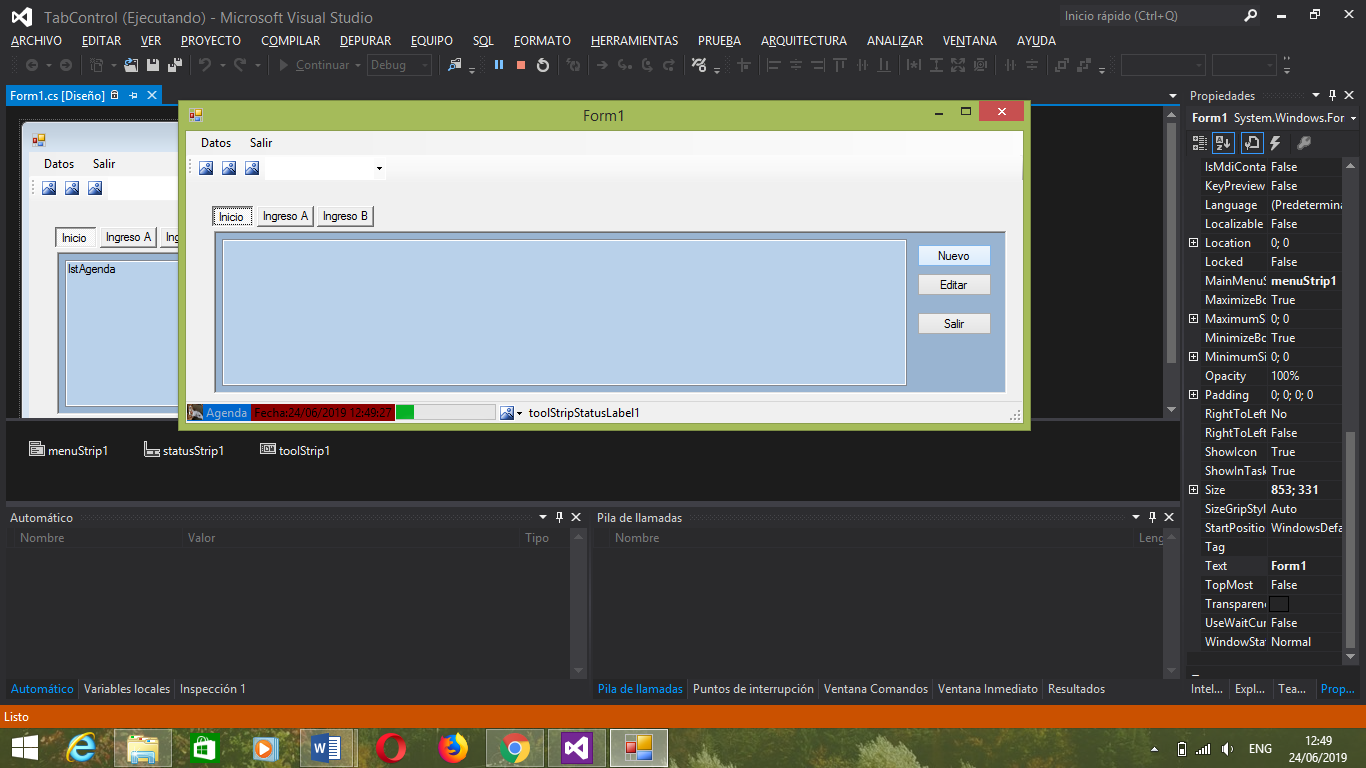 TabControl (Ejecutando) - Microsoft Visual Studio
Inicio rápido (Ctrl+Q)
ARCHIVO EDITAR VER PROYECTO COMPILAR DEPURAR EQUIPO SQL FORMATO HERRAMIENTAS PRUEBA ARQUITECTURA ANALIZAR VENTANA AYUDA
Continuar Debug
Form1.cs [Diseño]
Datos Salir
Inicio Ingreso A Ing
lstAgenda
Form1
Datos Salir
Inicio Ingreso A Ingreso B
Nuevo
Editar
Salir
Agenda Fecha:24/06/2019 12:49:27 toolStripStatusLabel1
menuStrip1 statusStrip1 toolStrip1
Propiedades
Form1 System.Windows.For
IsMdiConta False
KeyPreview False
Language (Predetermina
Localizable False
Location 0; 0
Locked False
MainMenuS menuStrip1
MaximizeBo True
MaximumS 0; 0
MinimizeBo True
MinimumSi 0; 0
Opacity 100%
Padding 0; 0; 0; 0
RightToLeft No
RightToLeft False
ShowIcon True
ShowInTask True
Size 853; 331
SizeGripStyl Auto
StartPositio WindowsDefa
Tag
Text Form1
TopMost False
Transparen
UseWaitCur False
WindowStat Normal
Automático
Nombre Valor Tipo
Pila de llamadas
Nombre Leng
Automático Variables locales Inspección 1
Pila de llamadas Puntos de interrupción Ventana Comandos Ventana Inmediato Resultados
Intel... Expl... Tea... Prop...
Listo
ENG
12:49
24/06/2019